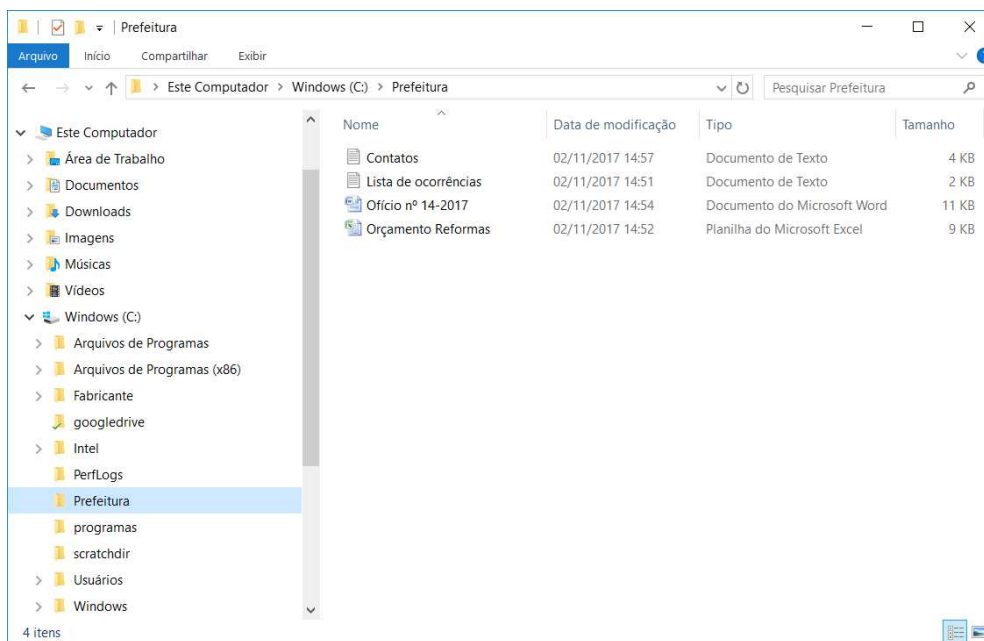 Prefeitura
Arquivo Início Compartilhar Exibir
Este Computador > Windows (C:) > Prefeitura Pesquisar Prefeitura
Este Computador
Área de Trabalho
Documentos
Downloads
Imagens
Músicas
Vídeos
Windows (C:)
Arquivos de Programas
Arquivos de Programas (x86)
Fabricante
googledrive
Intel
PerfLogs
Prefeitura
programas
scratchdir
Usuários
Windows
Nome Data de modificação Tipo Tamanho
Contatos 02/11/2017 14:57 Documento de Texto 4 KB
Lista de ocorrências 02/11/2017 14:51 Documento de Texto 2 KB
Ofício nº 14-2017 02/11/2017 14:54 Documento do Microsoft Word 11 KB
Orçamento Reformas 02/11/2017 14:52 Planilha do Microsoft Excel 9 KB
4 itens